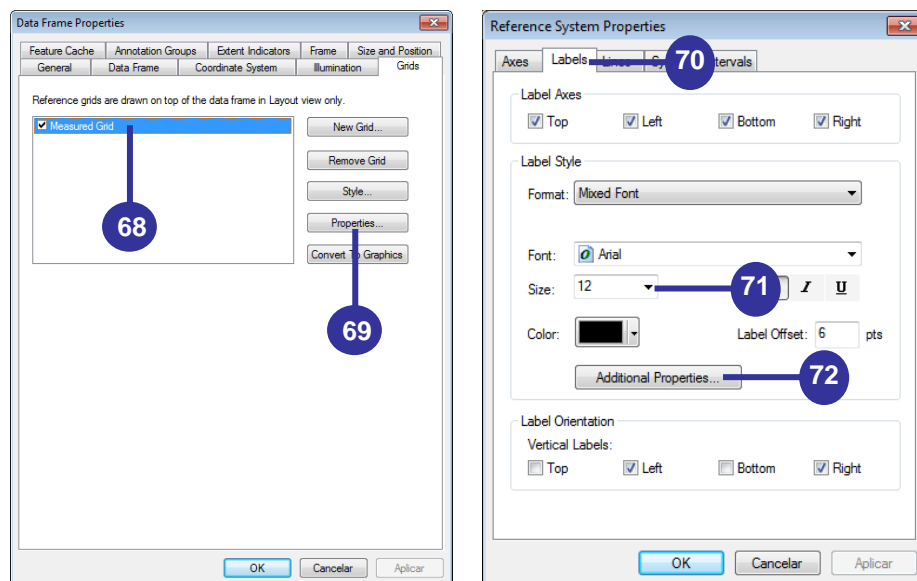 Data Frame Properties
Feature Cache Annotation Groups Extent Indicators Frame Size and Position
General Data Frame Coordinate System Illumination Grids
Reference grids are drawn on top of the data frame in Layout view only.
Measured Grid
New Grid...
Remove Grid
Style...
Properties...
Convert To Graphics
68
69
OK Cancelar Aplicar
Reference System Properties
Axes Labels 70
Label Axes
Top Left Bottom Right
Label Style
Format: Mixed Font
Font: Arial
Size: 12 71 I U
Color: Label Offset: 6 pts
Additional Properties... 72
Label Orientation
Vertical Labels:
Top Left Bottom Right
OK Cancelar Aplicar